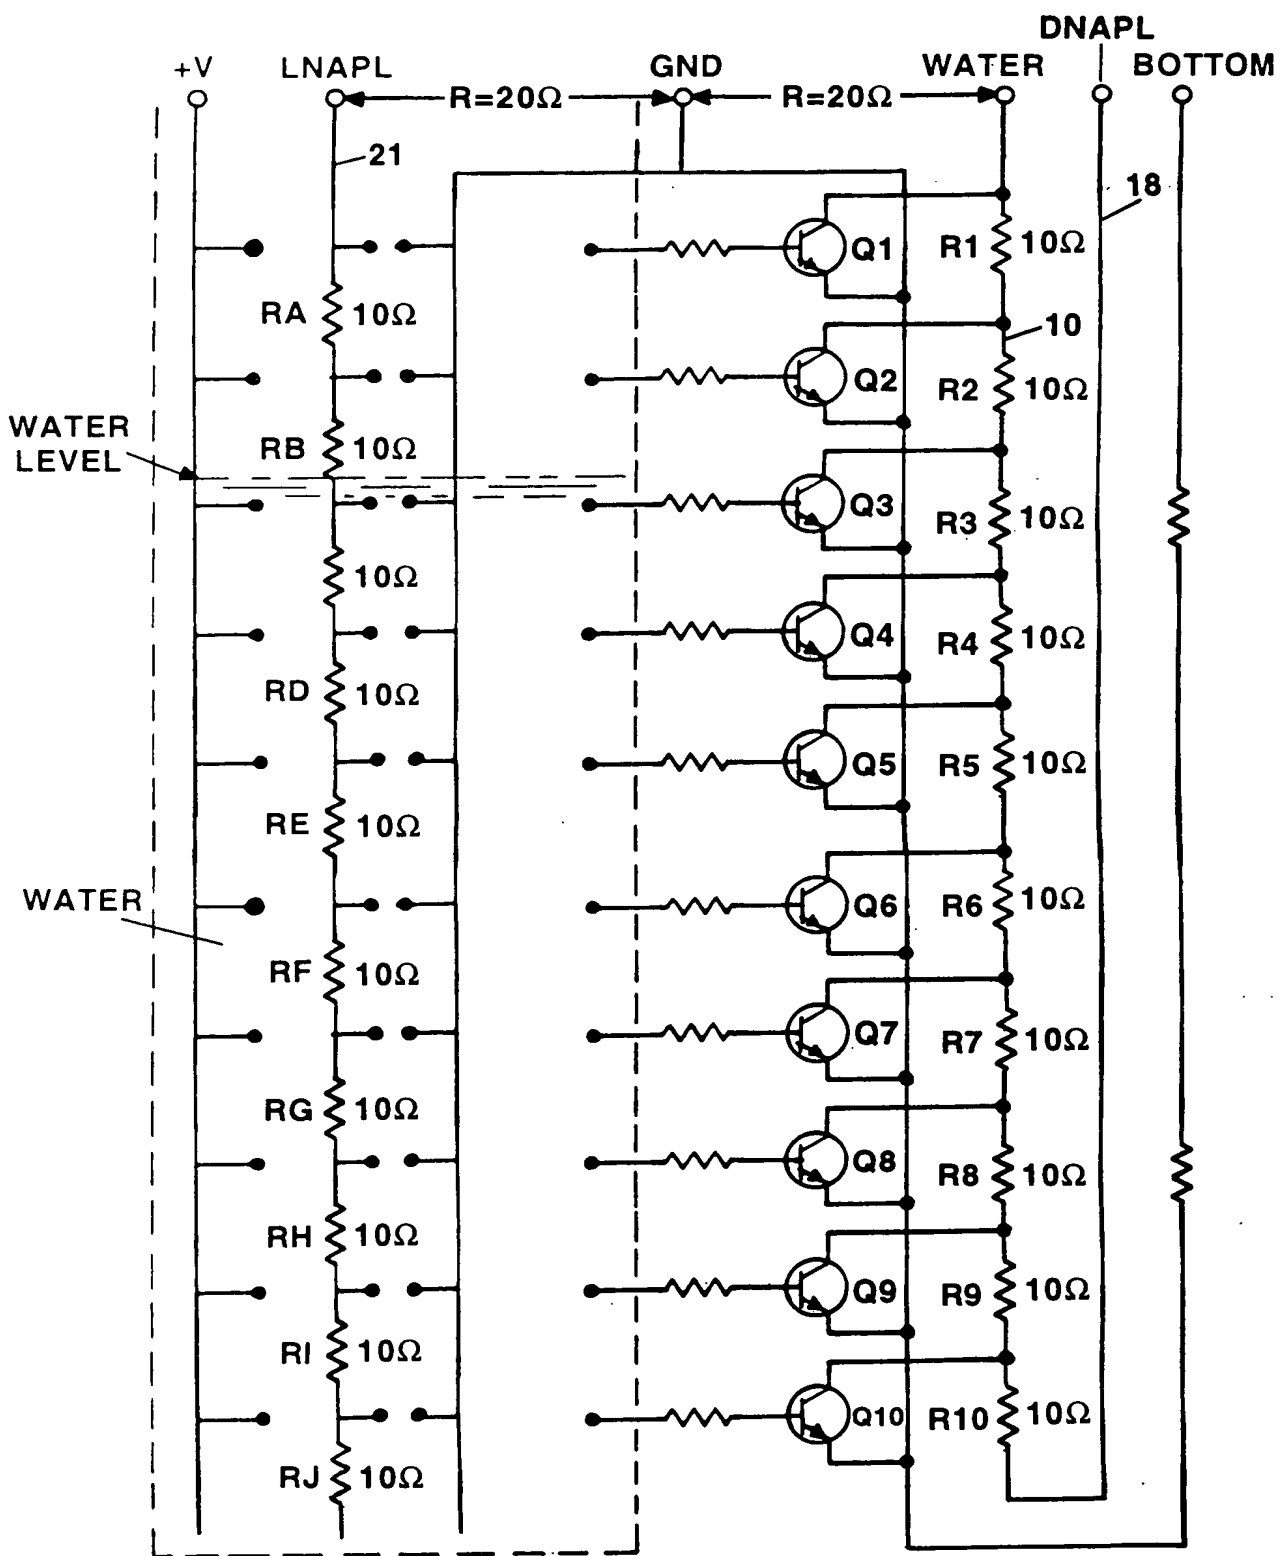 DNAPL
+V LNAPL GND WATER BOTTOM
R=20Ω R=20Ω
21
18
Q1 R1 10Ω
RA 10Ω
10
Q2 R2 10Ω
WATER
LEVEL
RB 10Ω
Q3 R3 10Ω
10Ω
Q4 R4 10Ω
RD 10Ω
Q5 R5 10Ω
RE 10Ω
WATER
Q6 R6 10Ω
RF 10Ω
Q7 R7 10Ω
RG 10Ω
Q8 R8 10Ω
RH 10Ω
Q9 R9 10Ω
RI 10Ω
Q10 R10 10Ω
RJ 10Ω